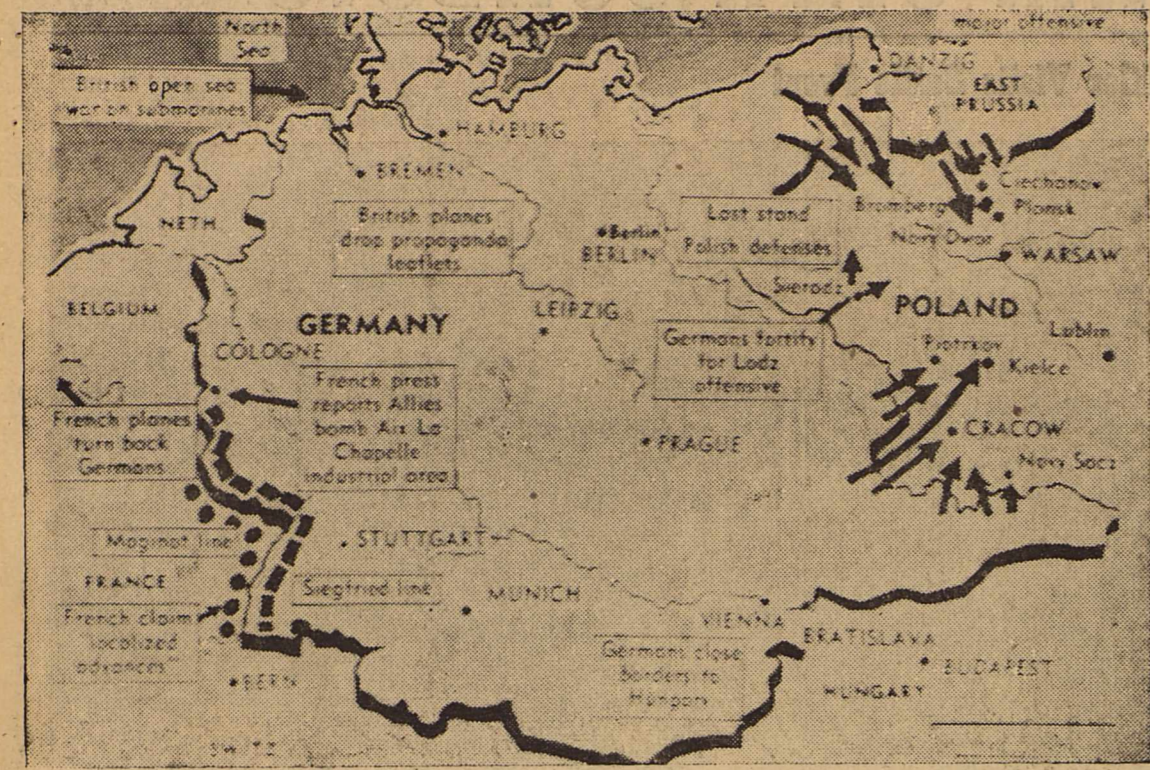 North
Sea
major offensive
British open sea
war on submarines
DANZIG
EAST
PRUSSIA
HAMBURG
BREMEN
NETH.
British planes
drop propaganda
leaflets
Berlin
BERLIN
Last stand
Polish defenses
Bromberg
Ciechanow
Plonsk
Novy Dwor
WARSAW
Sieradz
BELGIUM
GERMANY
LEIPZIG
POLAND
Lublin
COLOGNE
Germans fortify
for Lodz
offensive
Piotrkov
Kielce
French press
reports Allies
bomb Aix La
Chapelle
industrial area
French planes
turn back
Germans
PRAGUE
CRACOW
Novy Sacz
Maginot line
STUTTGART
FRANCE
Siegfried line
MUNICH
French claim
"localized
advances"
VIENNA
BRATISLAVA
Germans close
borders to
Hungary
BUDAPEST
HUNGARY
BERN
SWITZ.